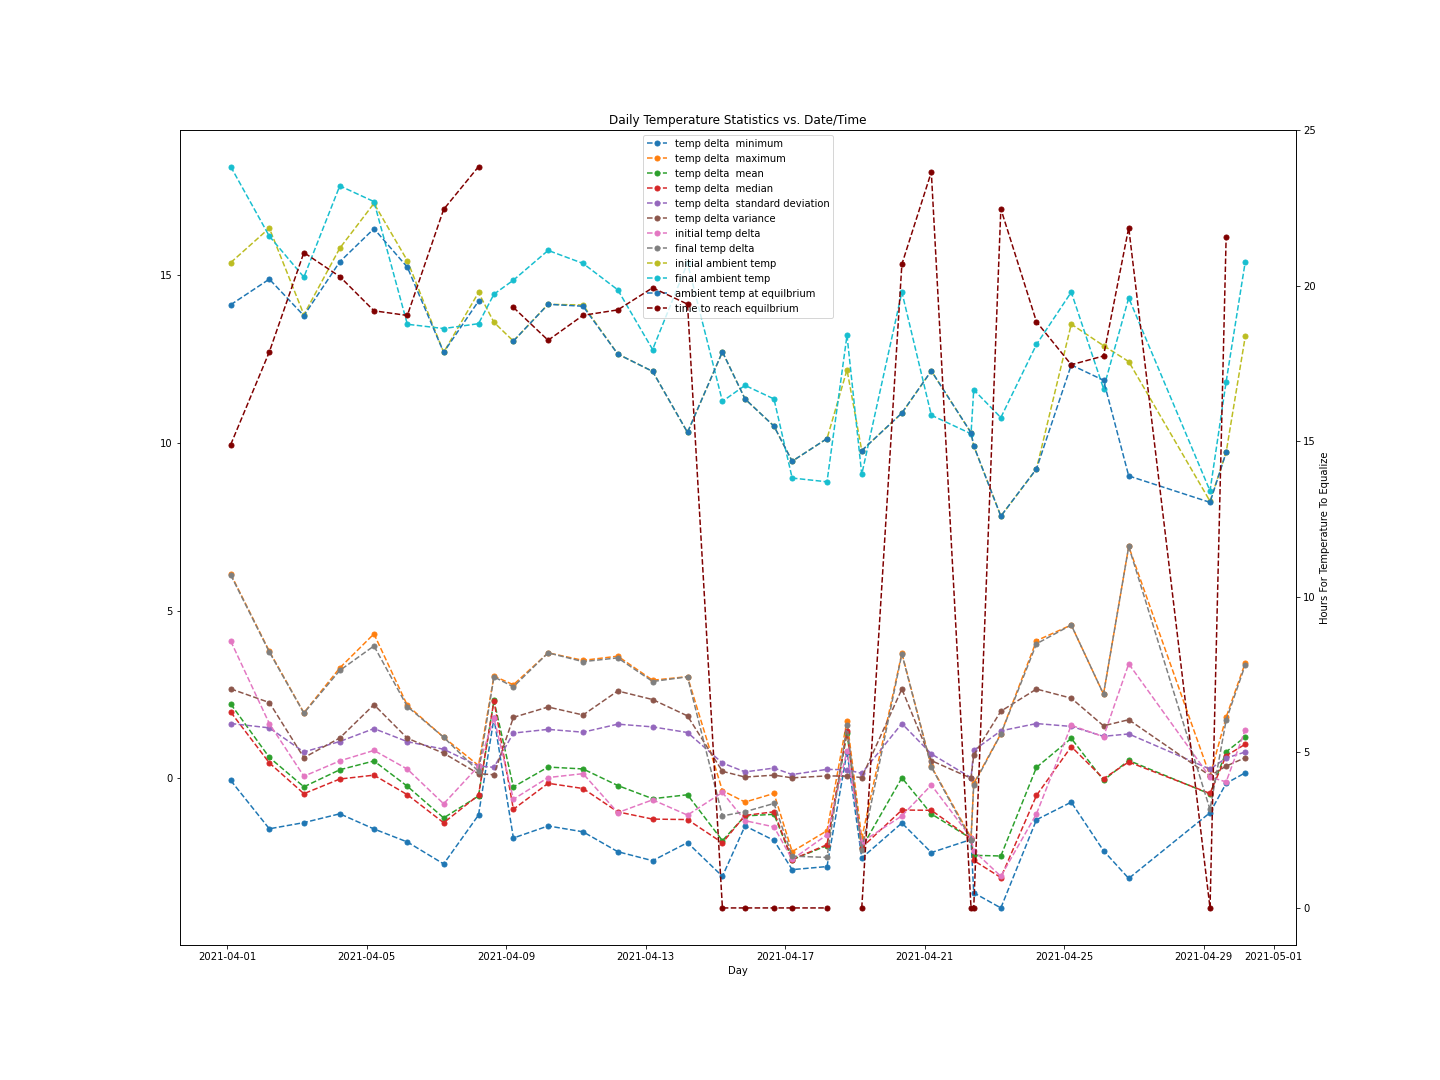 Daily Temperature Statistics vs. Date/Time
temp delta  minimum
temp delta  maximum
temp delta  mean
temp delta  median
temp delta  standard deviation
temp delta variance
initial temp delta
final temp delta
initial ambient temp
final ambient temp
ambient temp at equilbrium
time to reach equilbrium
15
10
5
0
25
20
15
10
5
0
Hours For Temperature To Equalize
2021-04-01 2021-04-05 2021-04-09 2021-04-13 2021-04-17 2021-04-21 2021-04-25 2021-04-29 2021-05-01
Day